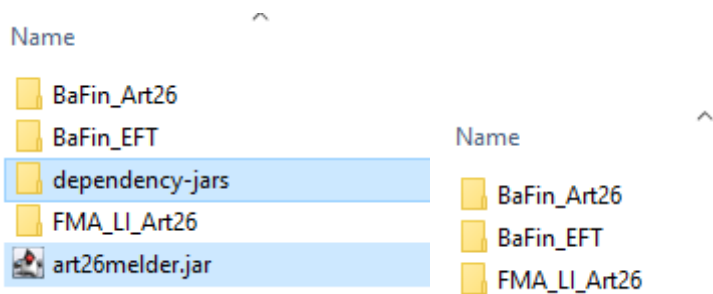 Name
BaFin_Art26
BaFin_EFT
dependency-jars
FMA_LI_Art26
art26melder.jar
Name
BaFin_Art26
BaFin_EFT
FMA_LI_Art26